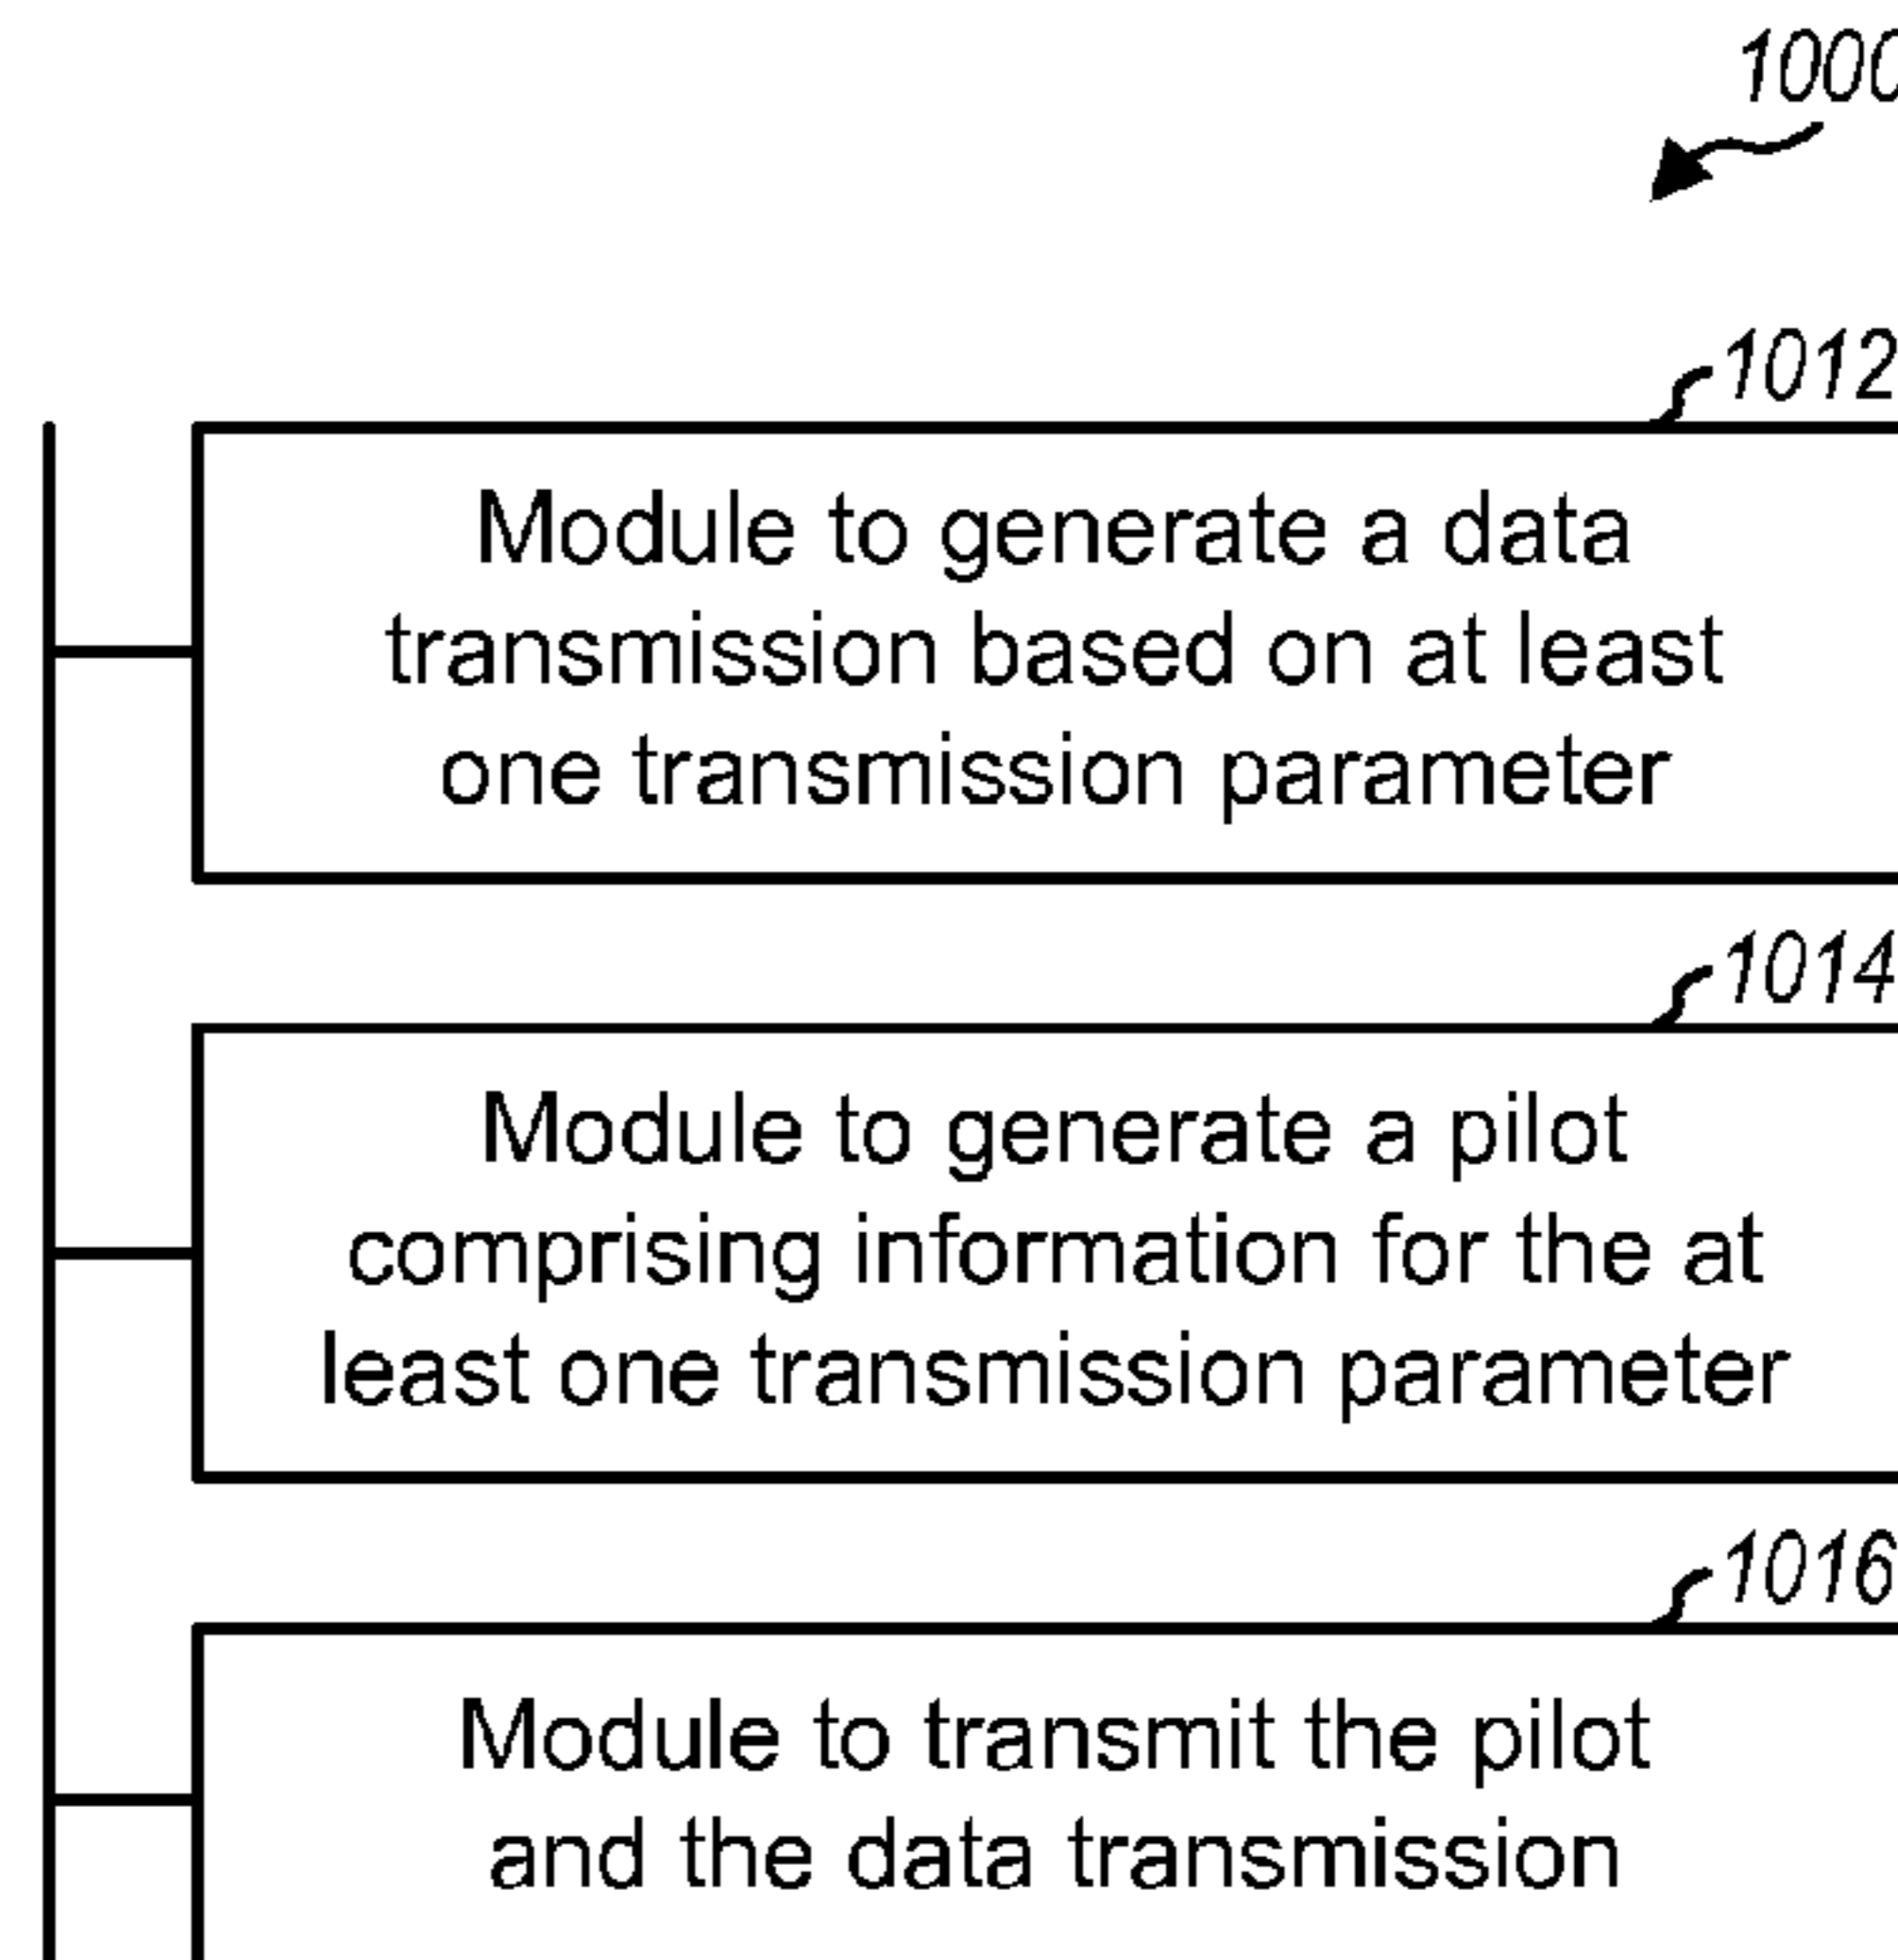 1000
1012
Module to generate a data
transmission based on at least
one transmission parameter
1014
Module to generate a pilot
comprising information for the at
least one transmission parameter
1016
Module to transmit the pilot
and the data transmission